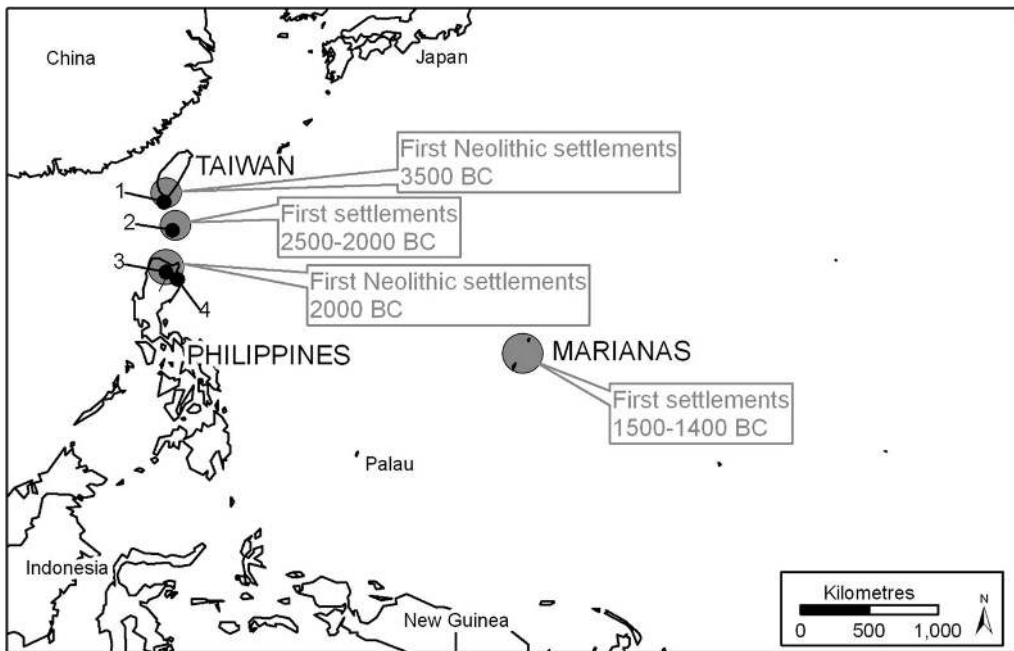 China
Japan
TAIWAN
First Neolithic settlements
3500 BC
1
First settlements
2500-2000 BC
2
3
First Neolithic settlements
2000 BC
4
PHILIPPINES
MARIANAS
First settlements
1500-1400 BC
Palau
Indonesia
New Guinea
Kilometres
N
0 500 1,000